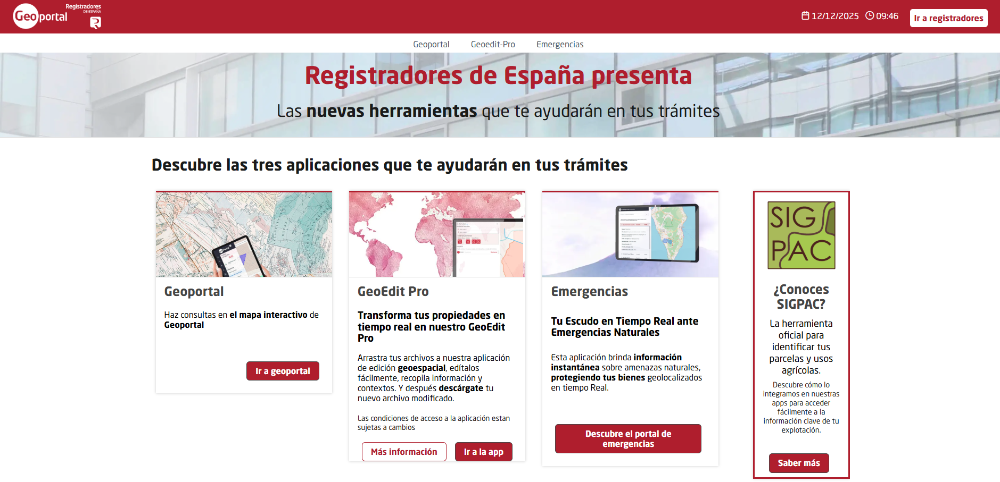 Geoportal
Registradores
DE ESPAÑA
12/12/2025 09:46 Ir a registradores
Geoportal Geoedit-Pro Emergencias
Registradores de España presenta
Las nuevas herramientas que te ayudarán en tus trámites
Descubre las tres aplicaciones que te ayudarán en tus trámites
Geoportal
Haz consultas en el mapa interactivo de
Geoportal
Ir a geoportal
GeoEdit Pro
Transforma tus propiedades en
tiempo real en nuestro GeoEdit
Pro
Arrastra tus archivos a nuestra aplicación
de edición geoespacial, edítalos
fácilmente, recopila información y
contextos. Y después descárgate tu
nuevo archivo modificado.
Las condiciones de acceso a la aplicación estan
sujetas a cambios
Más información Ir a la app
Emergencias
Tu Escudo en Tiempo Real ante
Emergencias Naturales
Esta aplicación brinda información
instantánea sobre amenazas naturales,
protegiendo tus bienes geolocalizados
en tiempo Real.
Descubre el portal de
emergencias
SIG
PAC
¿Conoces
SIGPAC?
La herramienta
oficial para
identificar tus
parcelas y usos
agrícolas.
Descubre cómo lo
integramos en nuestras
apps para acceder
fácilmente a la
información clave de tu
explotación.
Saber más